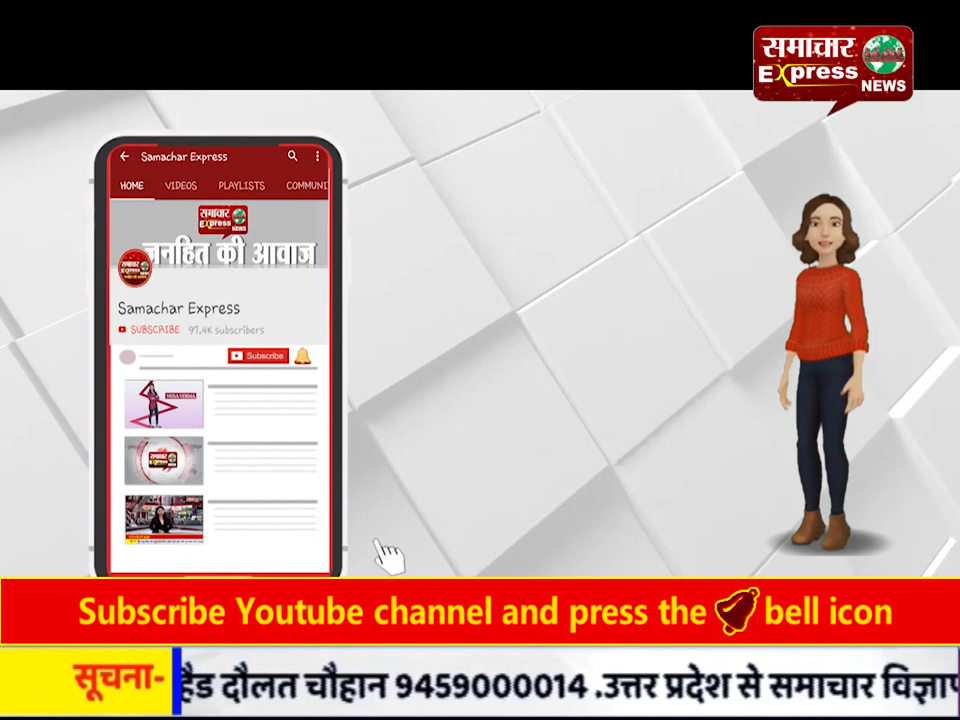 समाचार
Express
NEWS
Samachar Express
HOME VIDEOS PLAYLISTS COMMUNI
समाचार
Express
NEWS
जनहित की आवाज
Samachar Express
SUBSCRIBE 97.4K subscribers
Subscribe
Subscribe Youtube channel and press the bell icon
सूचना- हैड दौलत चौहान 9459000014 .उत्तर प्रदेश से समाचार विज्ञाप